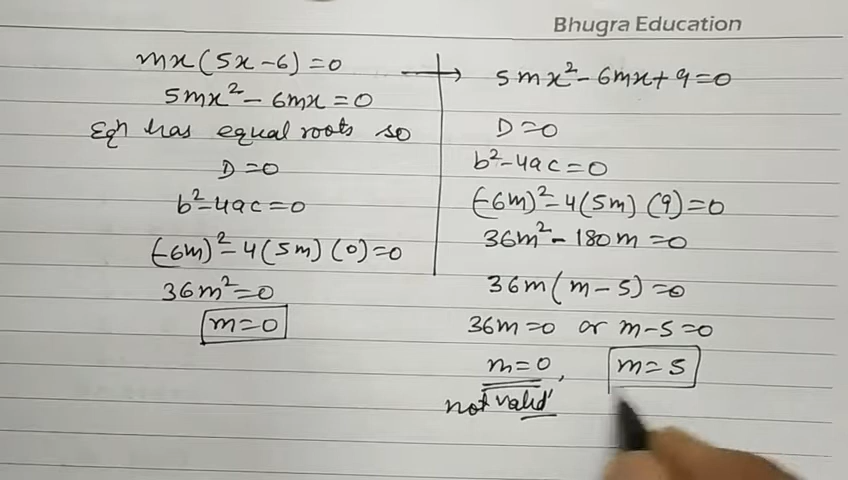 Bhugra Education
mx(5x-6)=0
5mx²-6mx=0
Eqn has equal roots so
D=0
b²-4ac=0
(-6m)²-4(5m)(0)=0
36m²=0
m=0
5mx²-6mx+9=0
D=0
b²-4ac=0
(-6m)²-4(5m)(9)=0
36m²-180m=0
36m(m-5)=0
36m=0 or m-5=0
m=0, m=5
not valid